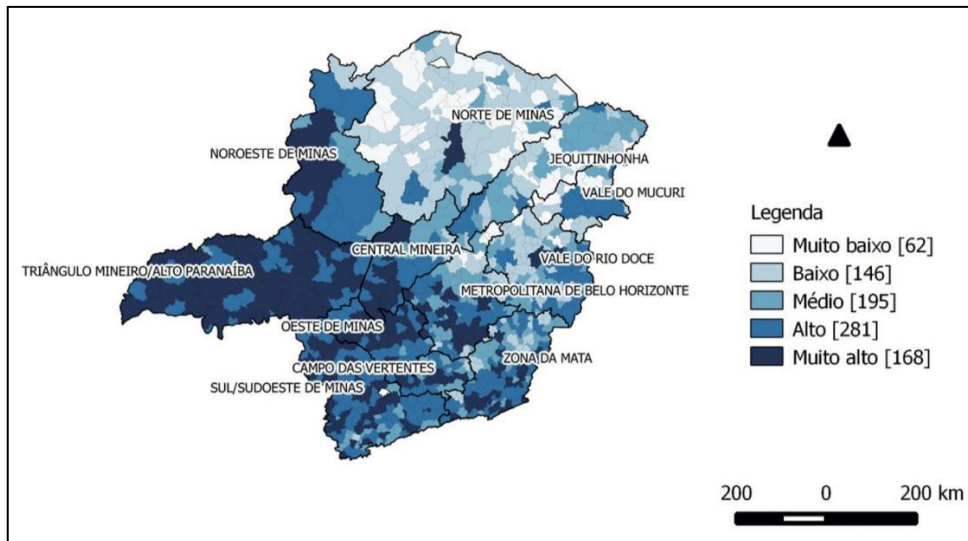 NORTE DE MINAS
NOROESTE DE MINAS
JEQUITINHONHA
VALE DO MUCURI
CENTRAL MINEIRA
VALE DO RIO DOCE
TRIÂNGULO MINEIRO/ALTO PARANAÍBA
METROPOLITANA DE BELO HORIZONTE
OESTE DE MINAS
ZONA DA MATA
CAMPO DAS VERTENTES
SUL/SUDOESTE DE MINAS
Legenda
Muito baixo [62]
Baixo [146]
Médio [195]
Alto [281]
Muito alto [168]
200 0 200 km